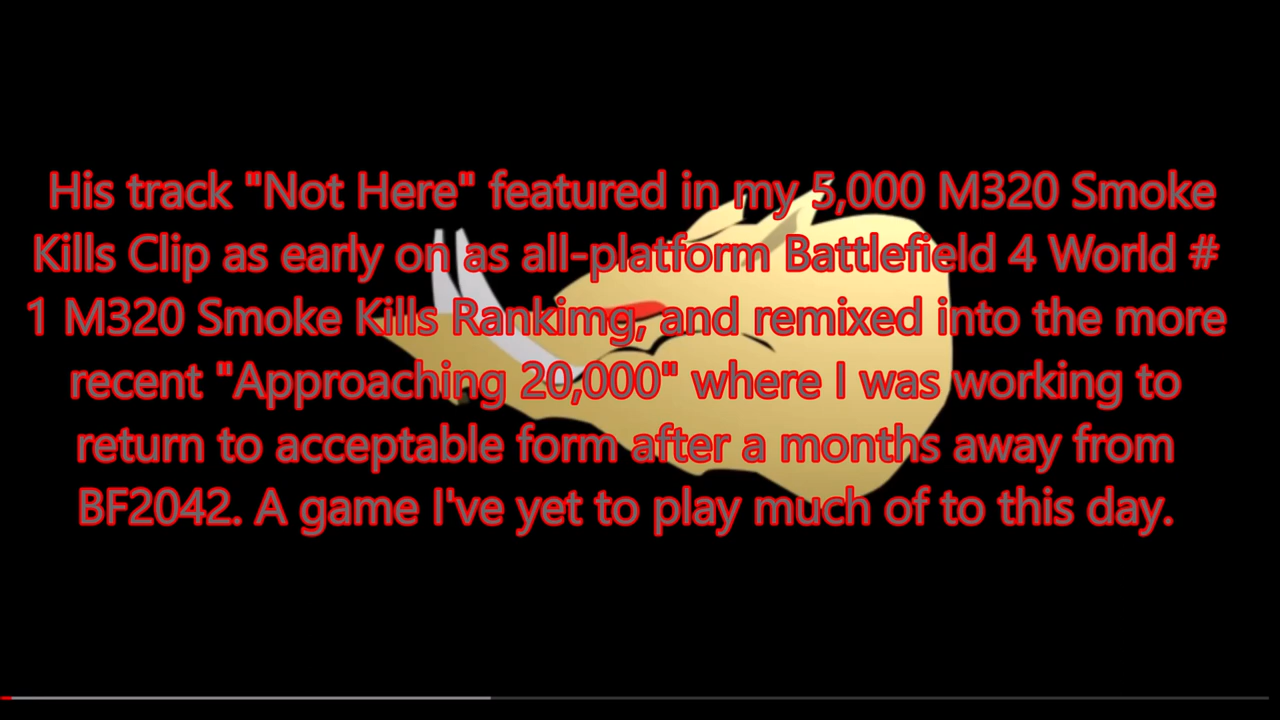 His track "Not Here" featured in my 5,000 M320 Smoke
Kills Clip as early on as all-platform Battlefield 4 World #
1 M320 Smoke Kills Rankimg, and remixed into the more
recent "Approaching 20,000" where I was working to
return to acceptable form after a months away from
BF2042. A game I've yet to play much of to this day.